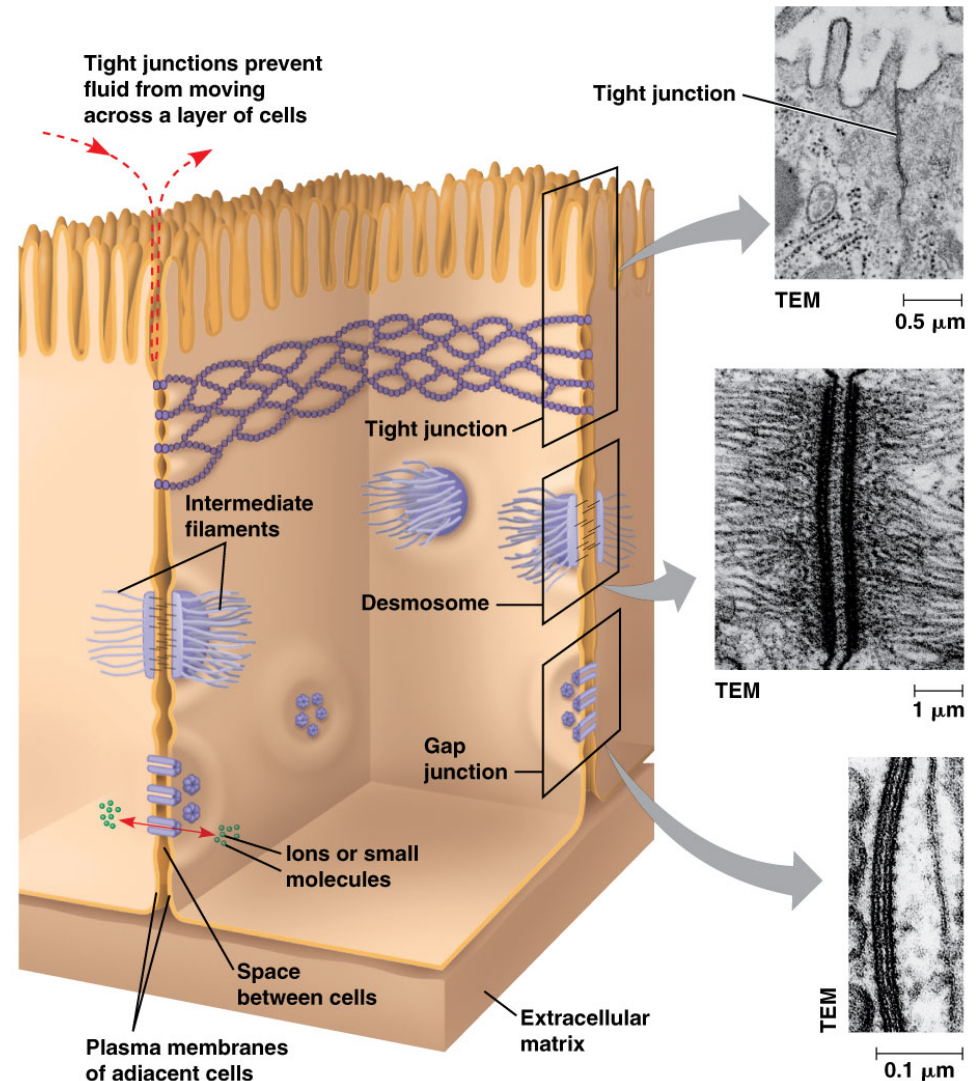 Tight junctions prevent
fluid from moving
across a layer of cells
Tight junction
TEM
0.5 μm
Tight junction
Intermediate
filaments
Desmosome
TEM
1 μm
Gap
junction
Ions or small
molecules
Space
between cells
Plasma membranes
of adjacent cells
Extracellular
matrix
TEM
0.1 μm